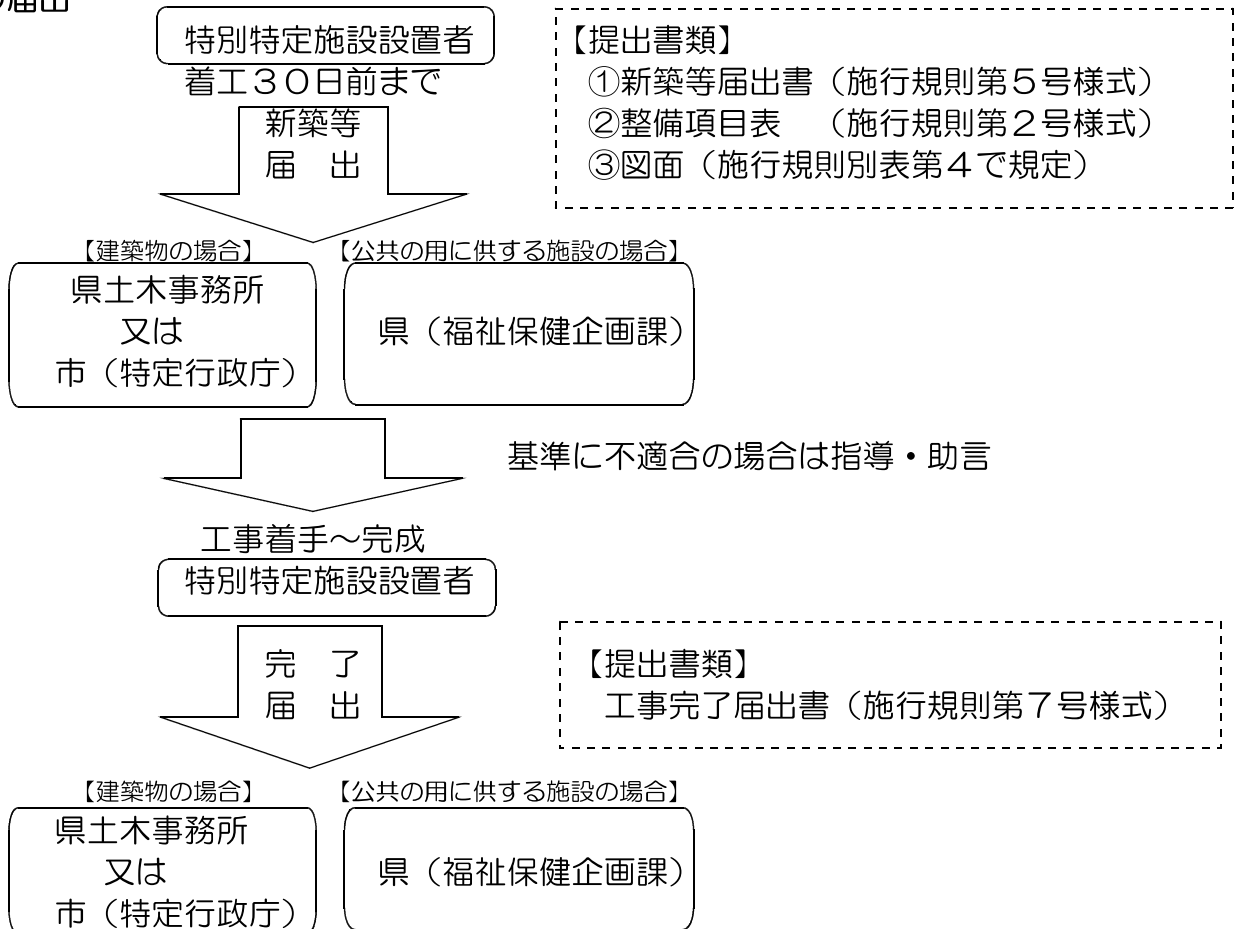 届出
特別特定施設設置者
着工３０日前まで
新築等
届　出
【提出書類】
①新築等届出書（施行規則第５号様式）
②整備項目表　（施行規則第２号様式）
③図面（施行規則別表第４で規定）
【建築物の場合】
県土木事務所
又は
市（特定行政庁）
【公共の用に供する施設の場合】
県（福祉保健企画課）
基準に不適合の場合は指導・助言
工事着手～完成
特別特定施設設置者
完　了
届　出
【提出書類】
工事完了届出書（施行規則第７号様式）
【建築物の場合】
県土木事務所
又は
市（特定行政庁）
【公共の用に供する施設の場合】
県（福祉保健企画課）